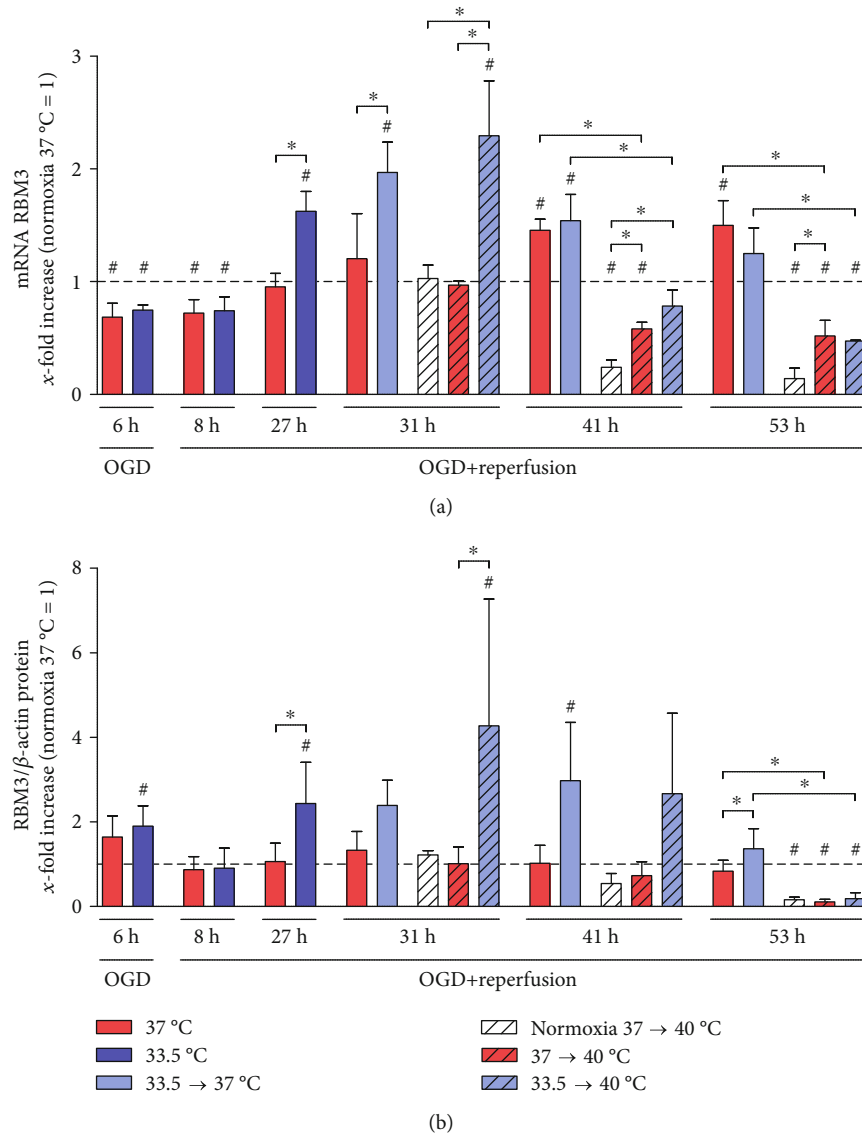 mRNA RBM3
x-fold increase (normoxia 37 °C = 1)
3
2
1
0
* * # * # * # # # # # * * # # * * # # * * # * # # #
6 h 8 h 27 h 31 h 41 h 53 h
OGD OGD+reperfusion
(a)
RBM3/β-actin protein
x-fold increase (normoxia 37 °C = 1)
8
6
4
2
0
# * # * # # * * * # # #
6 h 8 h 27 h 31 h 41 h 53 h
OGD OGD+reperfusion
37 °C
33.5 °C
33.5 → 37 °C
Normoxia 37 → 40 °C
37 → 40 °C
33.5 → 40 °C
(b)